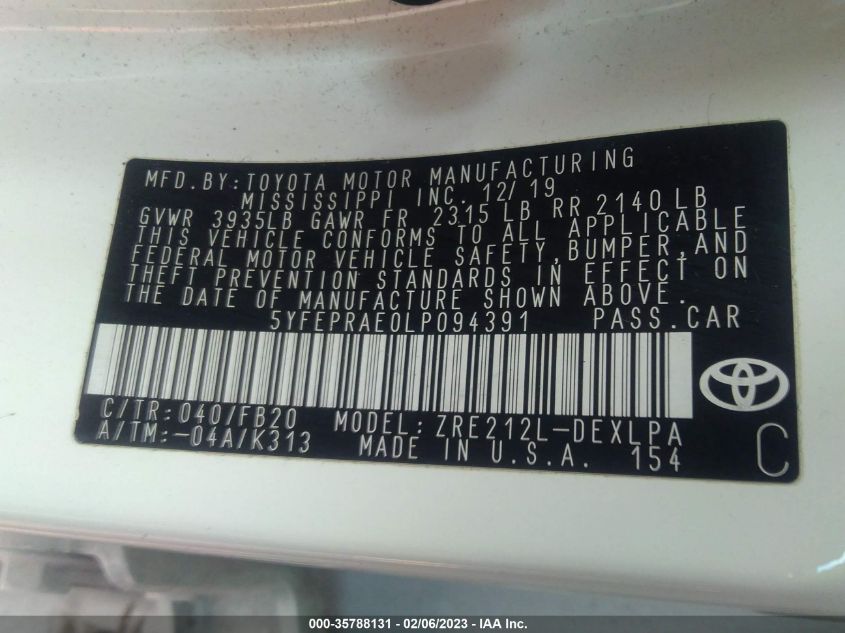 MFD.BY:TOYOTA MOTOR MANUFACTURING
MISSISSIPPI INC. 12/19
GVWR 3935LB GAWR FR 2315 LB RR 2140 LB
THIS VEHICLE CONFORMS TO ALL APPLICABLE
FEDERAL MOTOR VEHICLE SAFETY,BUMPER,AND
THEFT PREVENTION STANDARDS IN EFFECT ON
THE DATE OF MANUFACTURE SHOWN ABOVE.
5YFEPRAE0LP094391 PASS.CAR
C/TR:040/FB20 MODEL:ZRE212L-DEXLPA
A/TM:-04A/K313 MADE IN U.S.A. 154
C
000-35788131 - 02/06/2023 - IAA Inc.